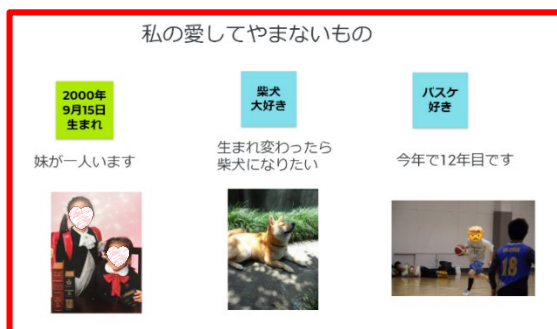 私の愛してやまないもの
2000年
9月15日
生まれ
妹が一人います
柴犬
大好き
生まれ変わったら
柴犬になりたい
バスケ
好き
今年で12年目です
18